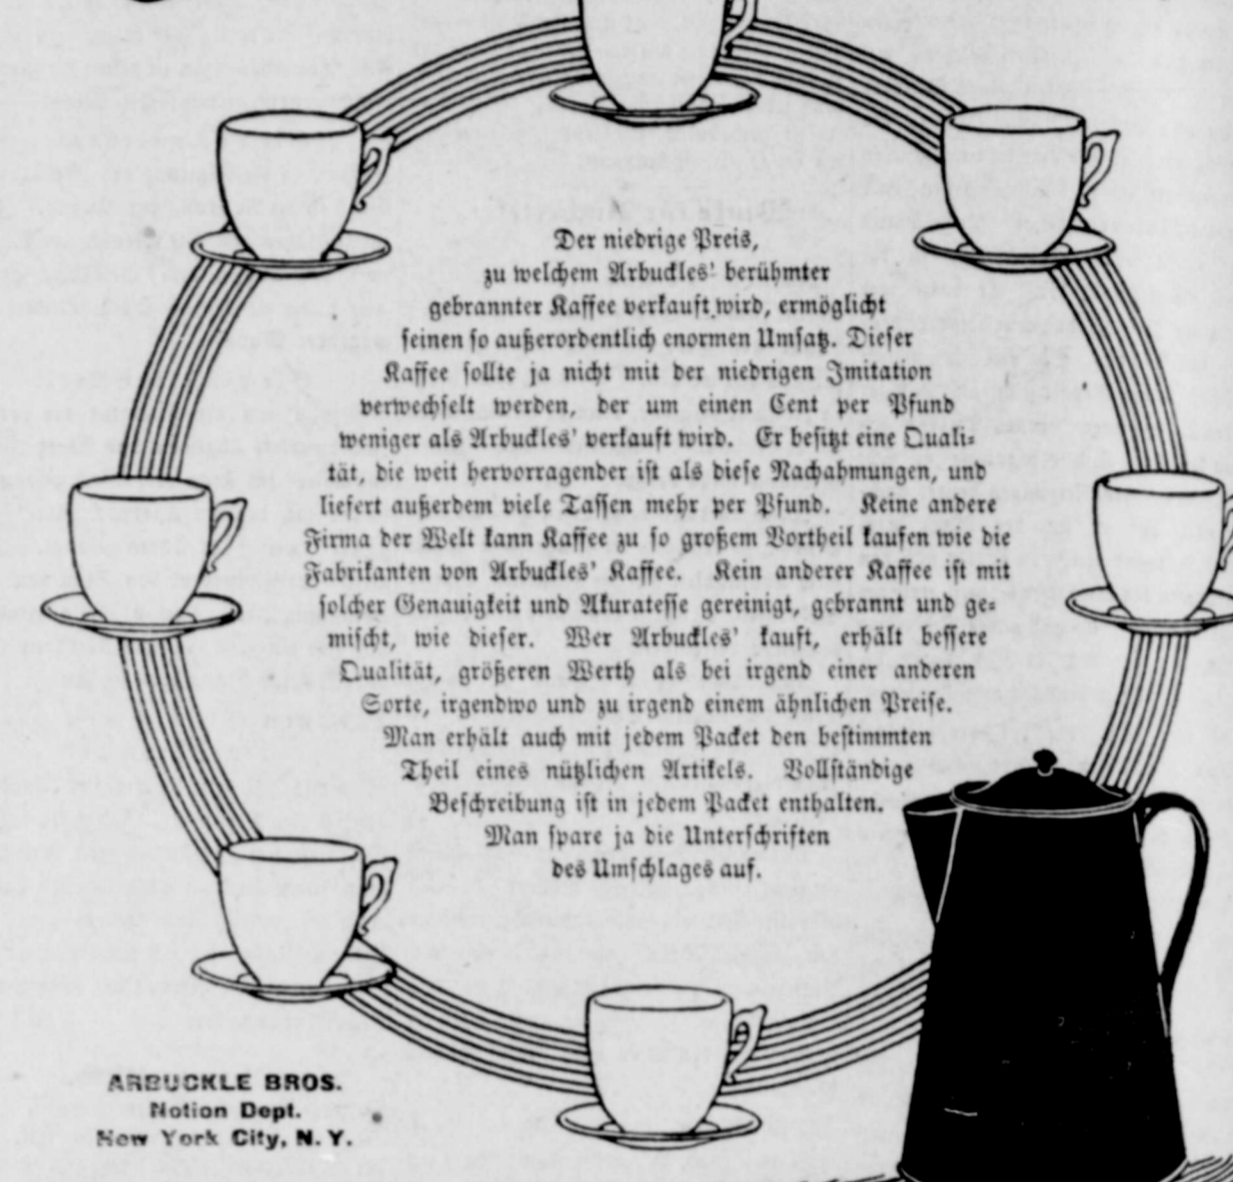 Der niedrige Preis,
zu welchem Arbuckles' berühmter
gebrannter Kaffee verkauft wird, ermöglicht
seinen so außerordentlich enormen Umsatz. Dieser
Kaffee sollte ja nicht mit der niedrigen Imitation
verwechselt werden, der um einen Cent per Pfund
weniger als Arbuckles' verkauft wird. Er besitzt eine Quali-
tät, die weit hervorragender ist als diese Nachahmungen, und
liefert außerdem viele Tassen mehr per Pfund. Keine andere
Firma der Welt kann Kaffee zu so großem Vortheil kaufen wie die
Fabrikanten von Arbuckles' Kaffee. Kein anderer Kaffee ist mit
solcher Genauigkeit und Akuratesse gereinigt, gebrannt und ge-
mischt, wie dieser. Wer Arbuckles' kauft, erhält bessere
Qualität, größeren Werth als bei irgend einer anderen
Sorte, irgendwo und zu irgend einem ähnlichen Preise.
Man erhält auch mit jedem Packet den bestimmten
Theil eines nützlichen Artikels. Vollständige
Beschreibung ist in jedem Packet enthalten.
Man spare ja die Unterschriften
des Umschlages auf.
ARBUCKLE BROS.
Notion Dept.
New York City, N. Y.